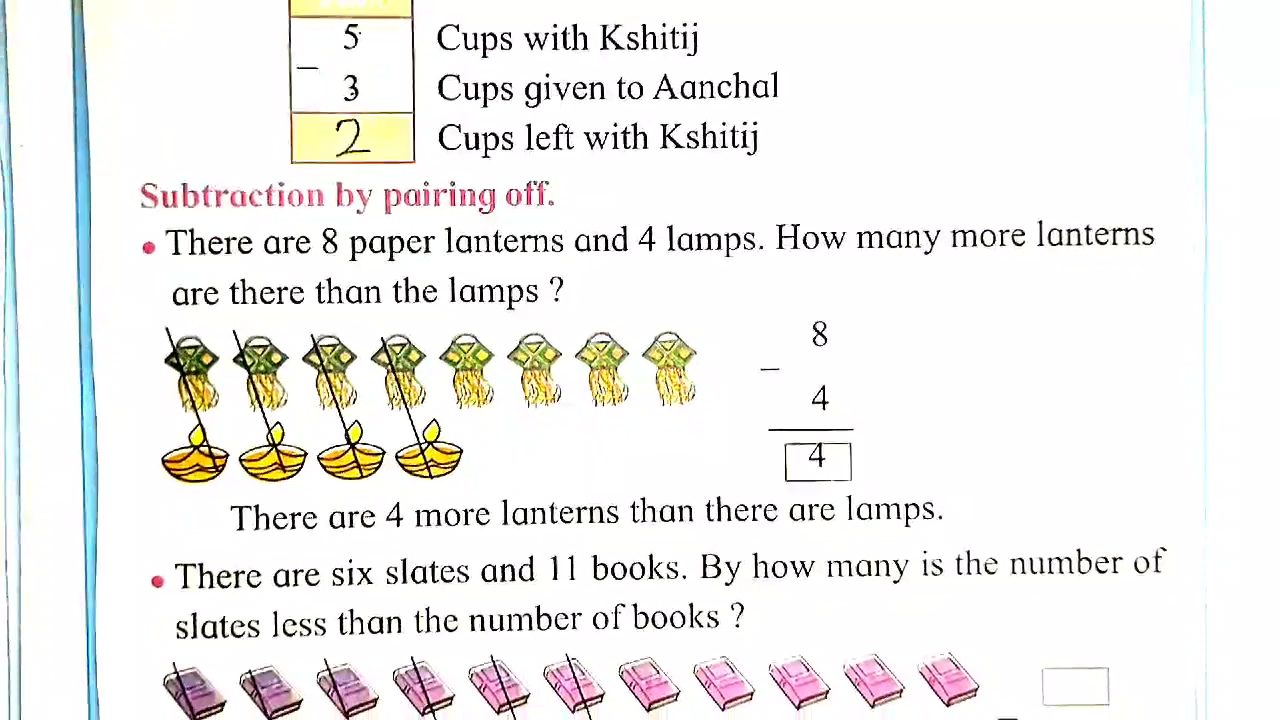 5 Cups with Kshitij
−
3 Cups given to Aanchal
2 Cups left with Kshitij
Subtraction by pairing off.
• There are 8 paper lanterns and 4 lamps. How many more lanterns
are there than the lamps ?
8
−
4
4
There are 4 more lanterns than there are lamps.
• There are six slates and 11 books. By how many is the number of
slates less than the number of books ?
−